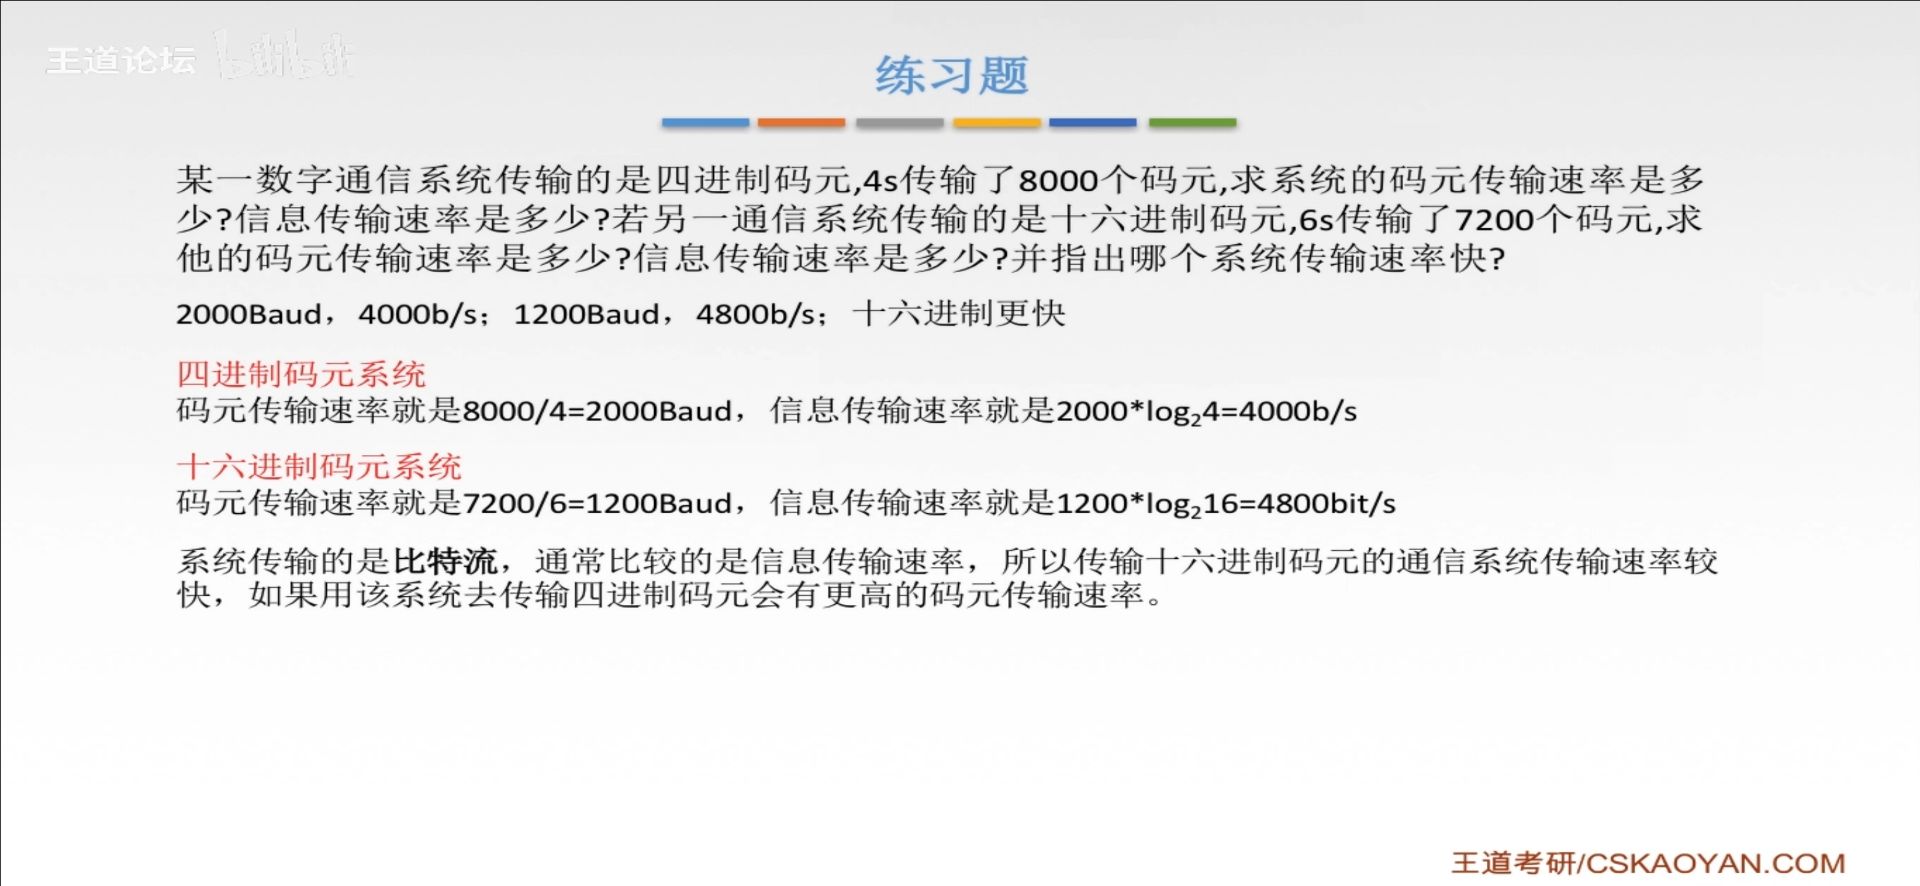 王道论坛 bilibili
练习题
某一数字通信系统传输的是四进制码元,4s传输了8000个码元,求系统的码元传输速率是多
少?信息传输速率是多少?若另一通信系统传输的是十六进制码元,6s传输了7200个码元,求
他的码元传输速率是多少?信息传输速率是多少?并指出哪个系统传输速率快?
2000Baud，4000b/s；1200Baud，4800b/s；十六进制更快
四进制码元系统
码元传输速率就是8000/4=2000Baud，信息传输速率就是2000*log₂4=4000b/s
十六进制码元系统
码元传输速率就是7200/6=1200Baud，信息传输速率就是1200*log₂16=4800bit/s
系统传输的是比特流，通常比较的是信息传输速率，所以传输十六进制码元的通信系统传输速率较
快，如果用该系统去传输四进制码元会有更高的码元传输速率。
王道考研/CSKAOYAN.COM